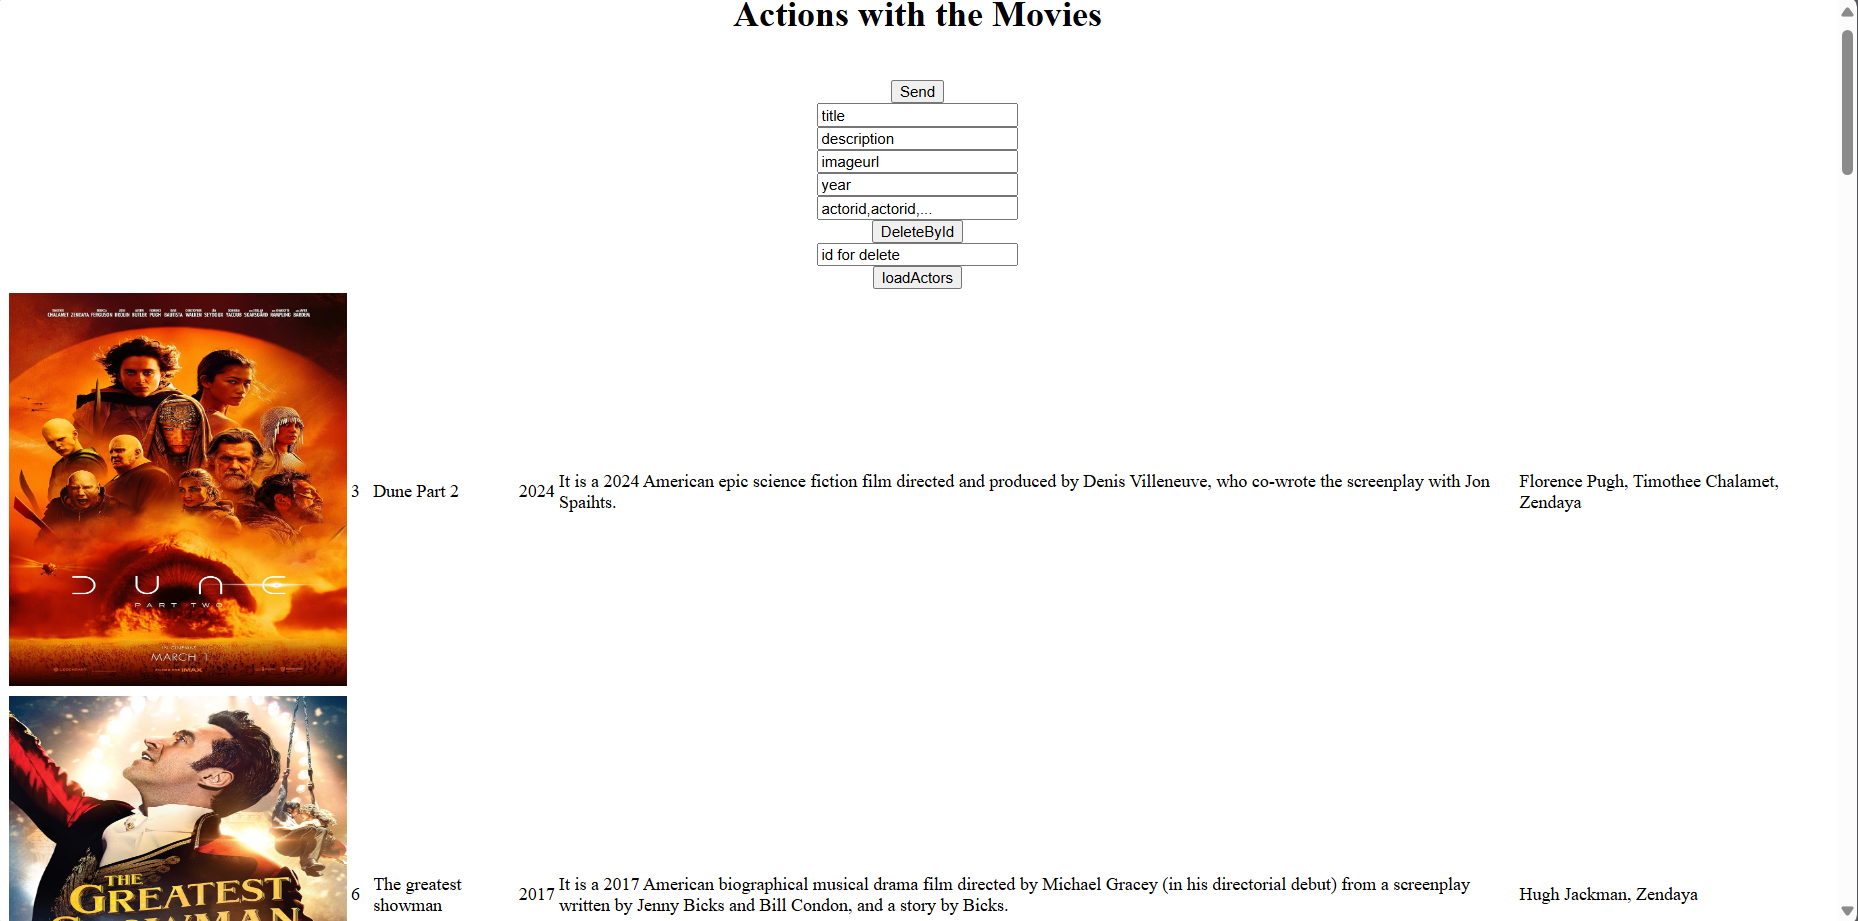 Actions with the Movies
Send
title
description
imageurl
year
actorid,actorid,...
DeleteById
id for delete
loadActors
DUNE
PART TWO
MARCH 1
3 Dune Part 2 2024 It is a 2024 American epic science fiction film directed and produced by Denis Villeneuve, who co-wrote the screenplay with Jon
Spaihts.
Florence Pugh, Timothee Chalamet,
Zendaya
THE
GREATEST
SHOWMAN
6 The greatest
showman
2017 It is a 2017 American biographical musical drama film directed by Michael Gracey (in his directorial debut) from a screenplay
written by Jenny Bicks and Bill Condon, and a story by Bicks.
Hugh Jackman, Zendaya